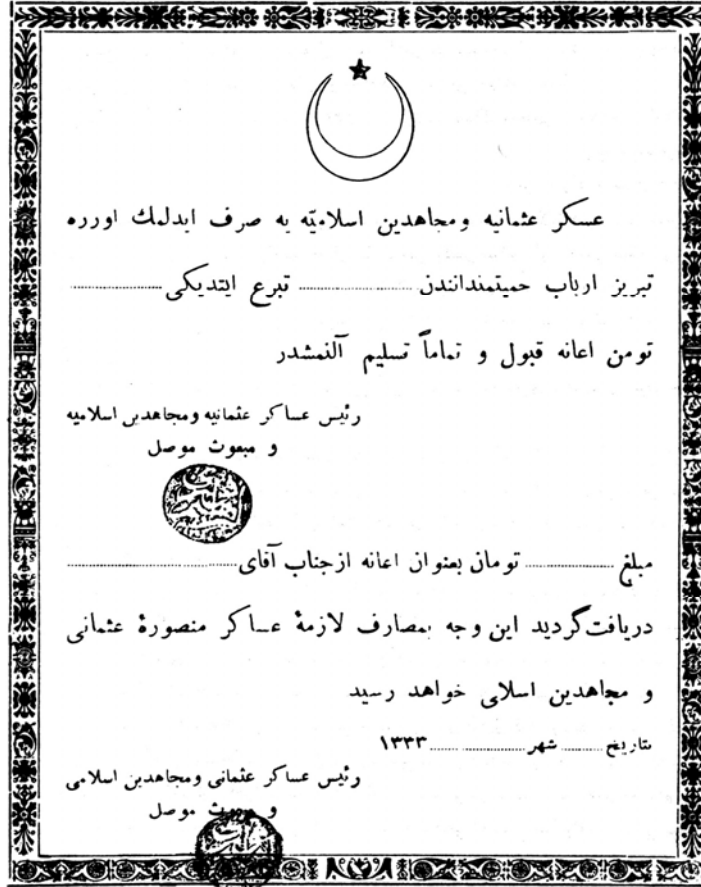 عسکر عثمانیه ومجاهدین اسلامیّه به صرف ایدلمك اوزره
تبریز ارباب حمیتمندانندن ........ تبرع ایتدیکی ........
تومن اعانه قبول و تماماً تسلیم آلنمشدر
رئیس عساکر عثمانیه ومجاهدین اسلامیه
و مبعوث موصل
مبلغ ........ تومان بعنوان اعانه ازجناب آقای ........
دریافت گردید این وجه بمصارف لازمهٔ عساکر منصورهٔ عثمانی
و مجاهدین اسلامی خواهد رسید
بتاریخ ........ شهر ........ ۱۳۳۳
رئیس عساکر عثمانی ومجاهدین اسلامی
و مبعوث موصل